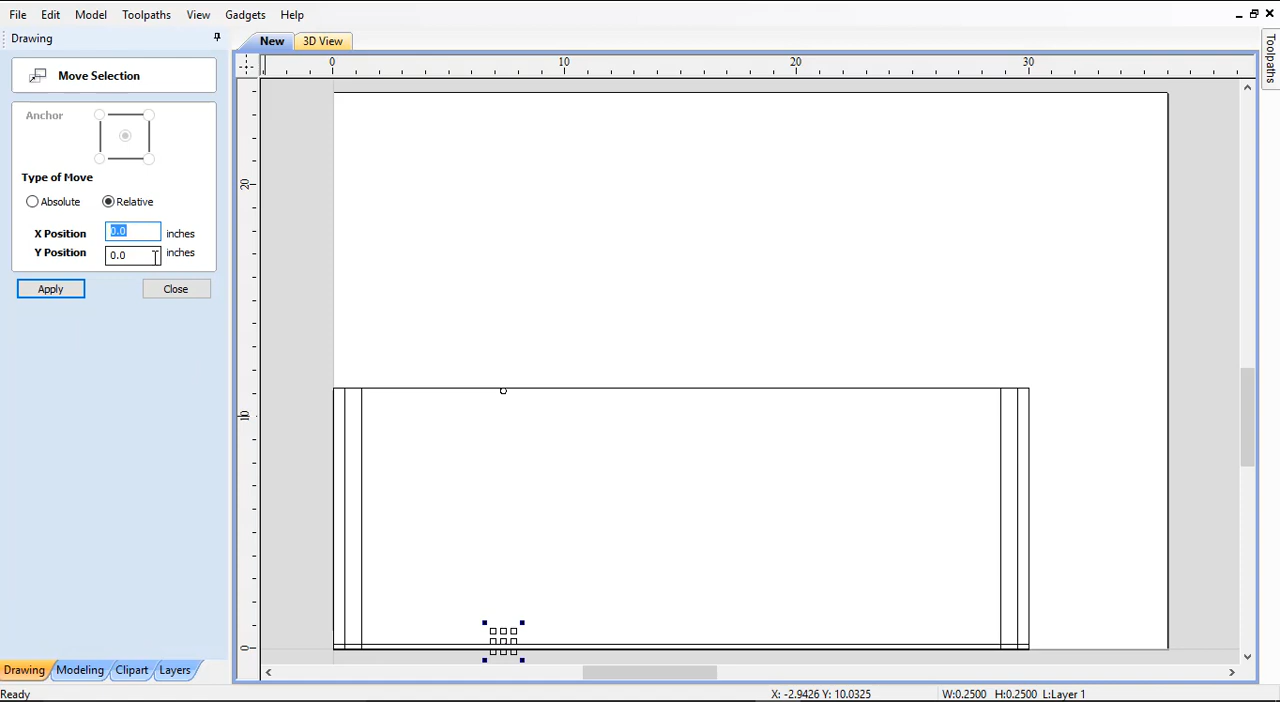 File Edit Model Toolpaths View Gadgets Help
Drawing
New 3D View
Toolpaths
Move Selection
0 10 20 30
Anchor
Type of Move
Absolute Relative
20
X Position 0.0 inches
Y Position 0.0 inches
Apply Close
10
0
Drawing Modeling Clipart Layers
Ready X: -2.9426 Y: 10.0325 W:0.2500 H:0.2500 L:Layer 1